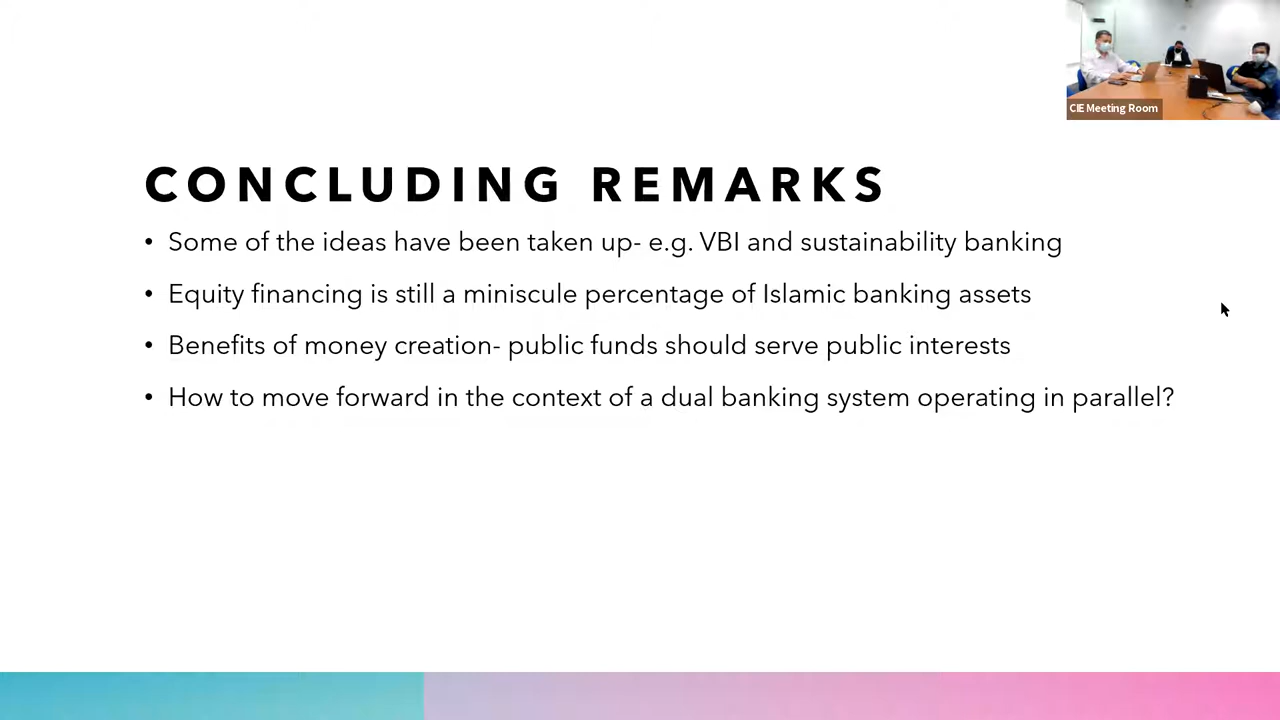 CIE Meeting Room
CONCLUDING REMARKS
• Some of the ideas have been taken up- e.g. VBI and sustainability banking
• Equity financing is still a miniscule percentage of Islamic banking assets
• Benefits of money creation- public funds should serve public interests
• How to move forward in the context of a dual banking system operating in parallel?